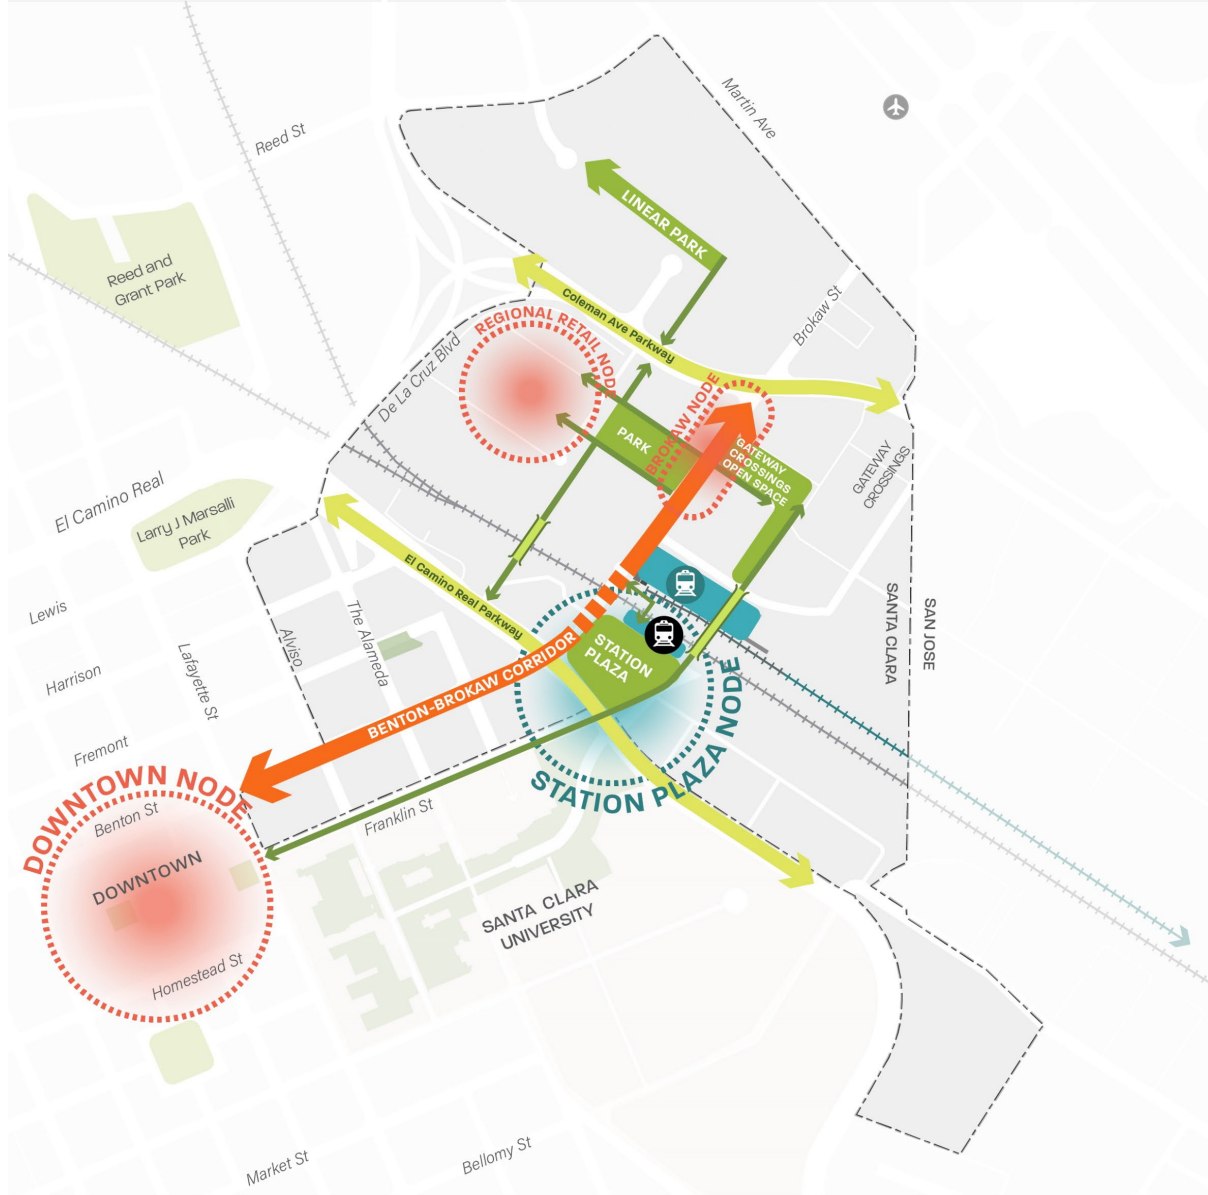 Martin Ave
Reed St
LINEAR PARK
Reed and
Grant Park
Coleman Ave Parkway
Brokaw St
REGIONAL RETAIL NODE
De La Cruz Blvd
BROKAW NODE
PARK
GATEWAY
CROSSINGS
OPEN SPACE
GATEWAY
CROSSINGS
El Camino Real
Larry J Marsalli
Park
El Camino Real Parkway
Lewis
Alviso
The Alameda
Lafayette St
Harrison
Fremont
SANTA CLARA
SAN JOSE
STATION
PLAZA
BENTON-BROKAW CORRIDOR
STATION PLAZA NODE
DOWNTOWN NODE
Benton St
Franklin St
DOWNTOWN
SANTA CLARA
UNIVERSITY
Homestead St
Market St
Bellomy St